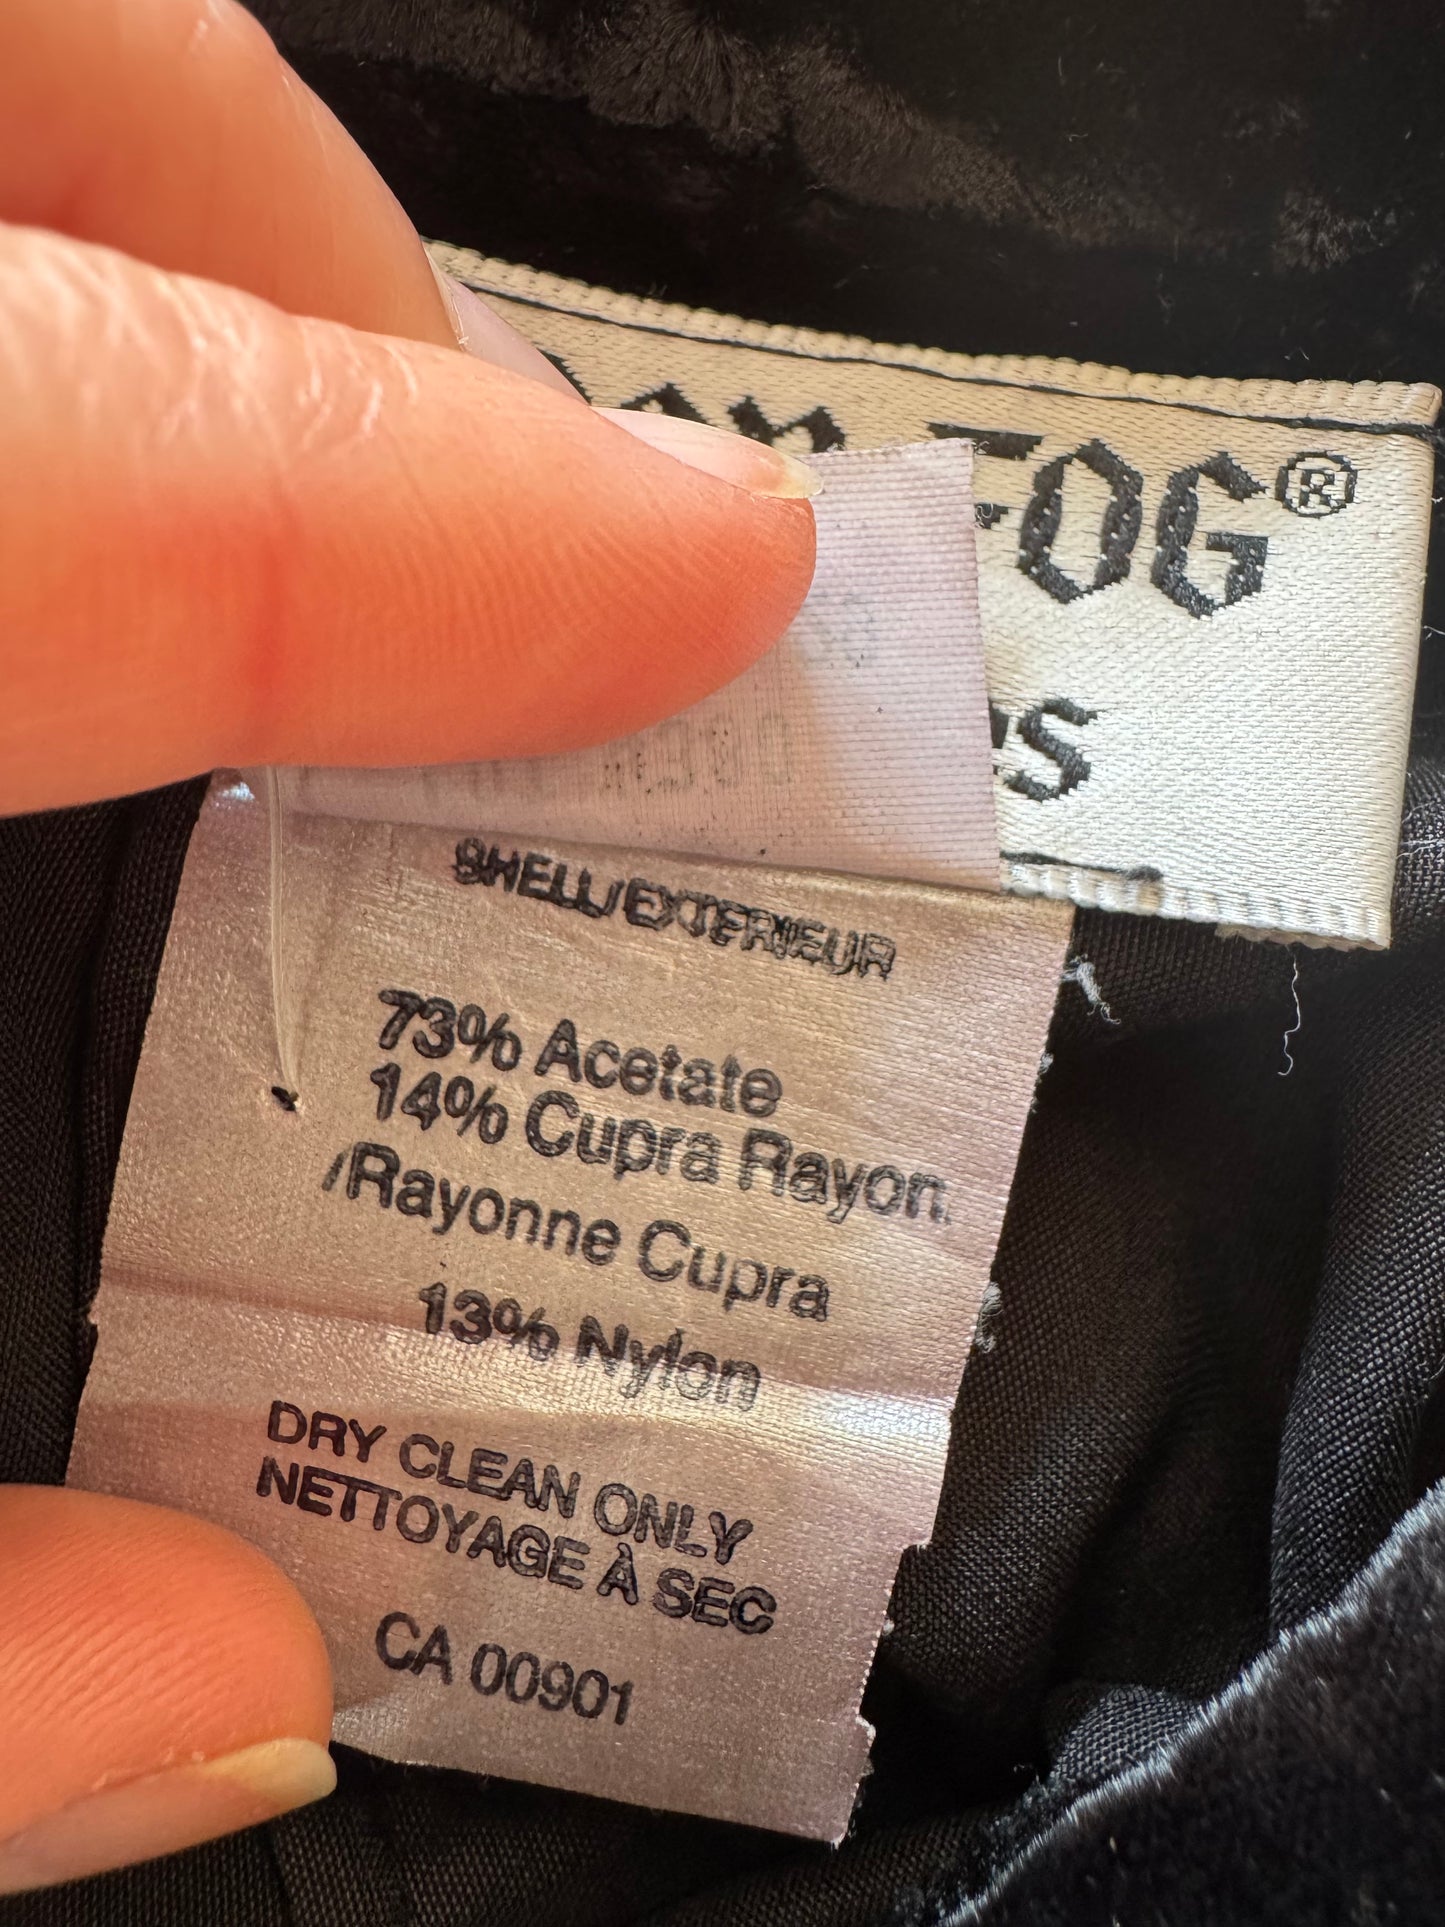 FOG®
SHELL/EXTERIEUR
73% Acetate
14% Cupra Rayon
/Rayonne Cupra
13% Nylon
DRY CLEAN ONLY
NETTOYAGE À SEC
CA 00901